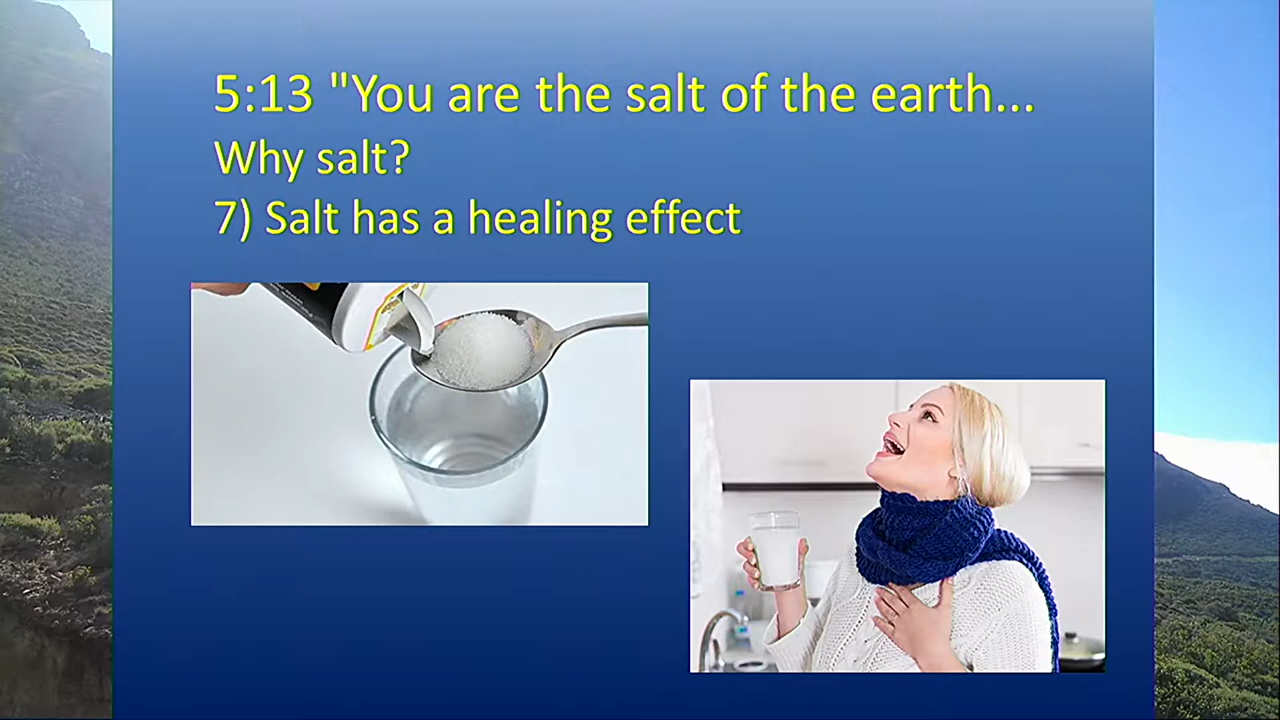 5:13 "You are the salt of the earth...
Why salt?
7) Salt has a healing effect